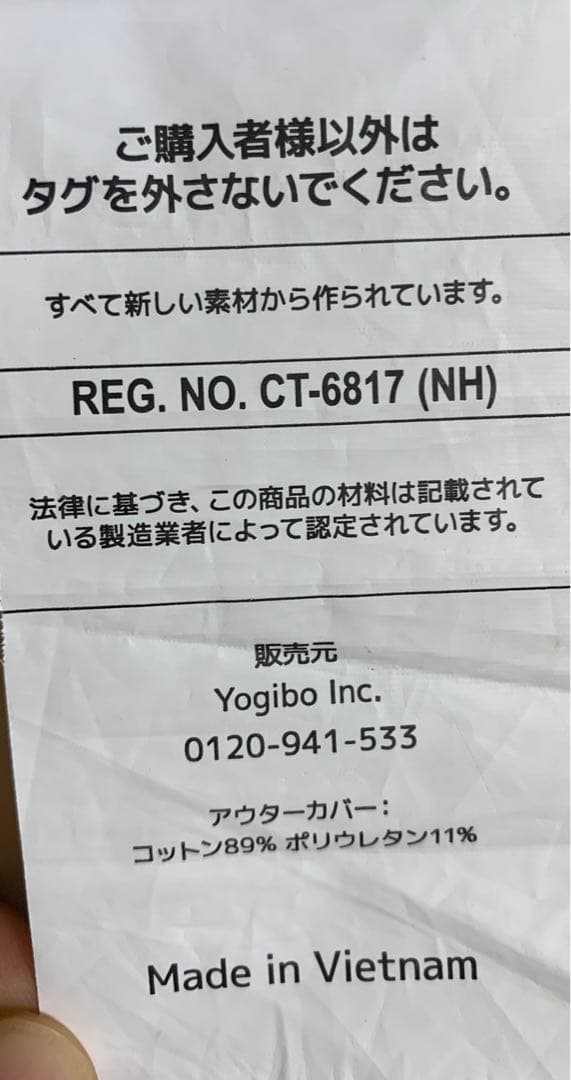 ご購入者様以外は
タグを外さないでください。
すべて新しい素材から作られています。
REG. NO. CT-6817 (NH)
法律に基づき、この商品の材料は記載されて
いる製造業者によって認定されています。
販売元
Yogibo Inc.
0120-941-533
アウターカバー：
コットン89% ポリウレタン11%
Made in Vietnam